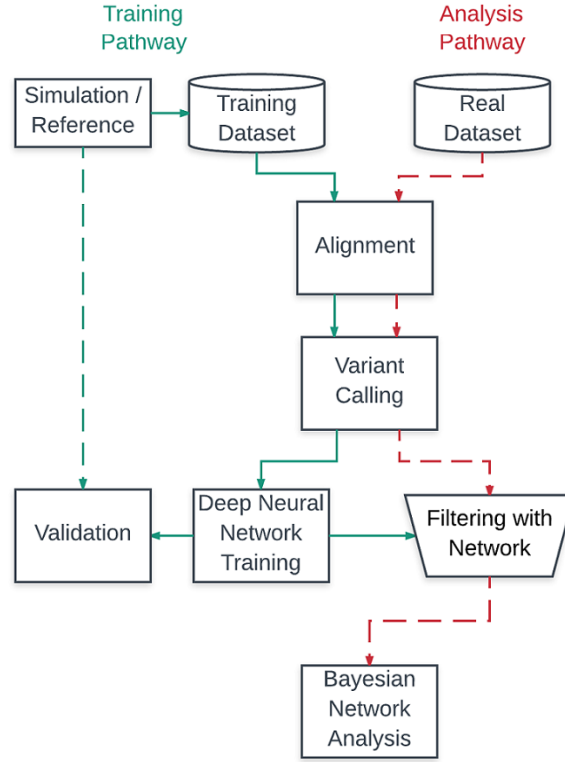 Training
Pathway
Analysis
Pathway
Simulation /
Reference
Training
Dataset
Real
Dataset
Alignment
Variant
Calling
Validation
Deep Neural
Network
Training
Filtering with
Network
Bayesian
Network
Analysis